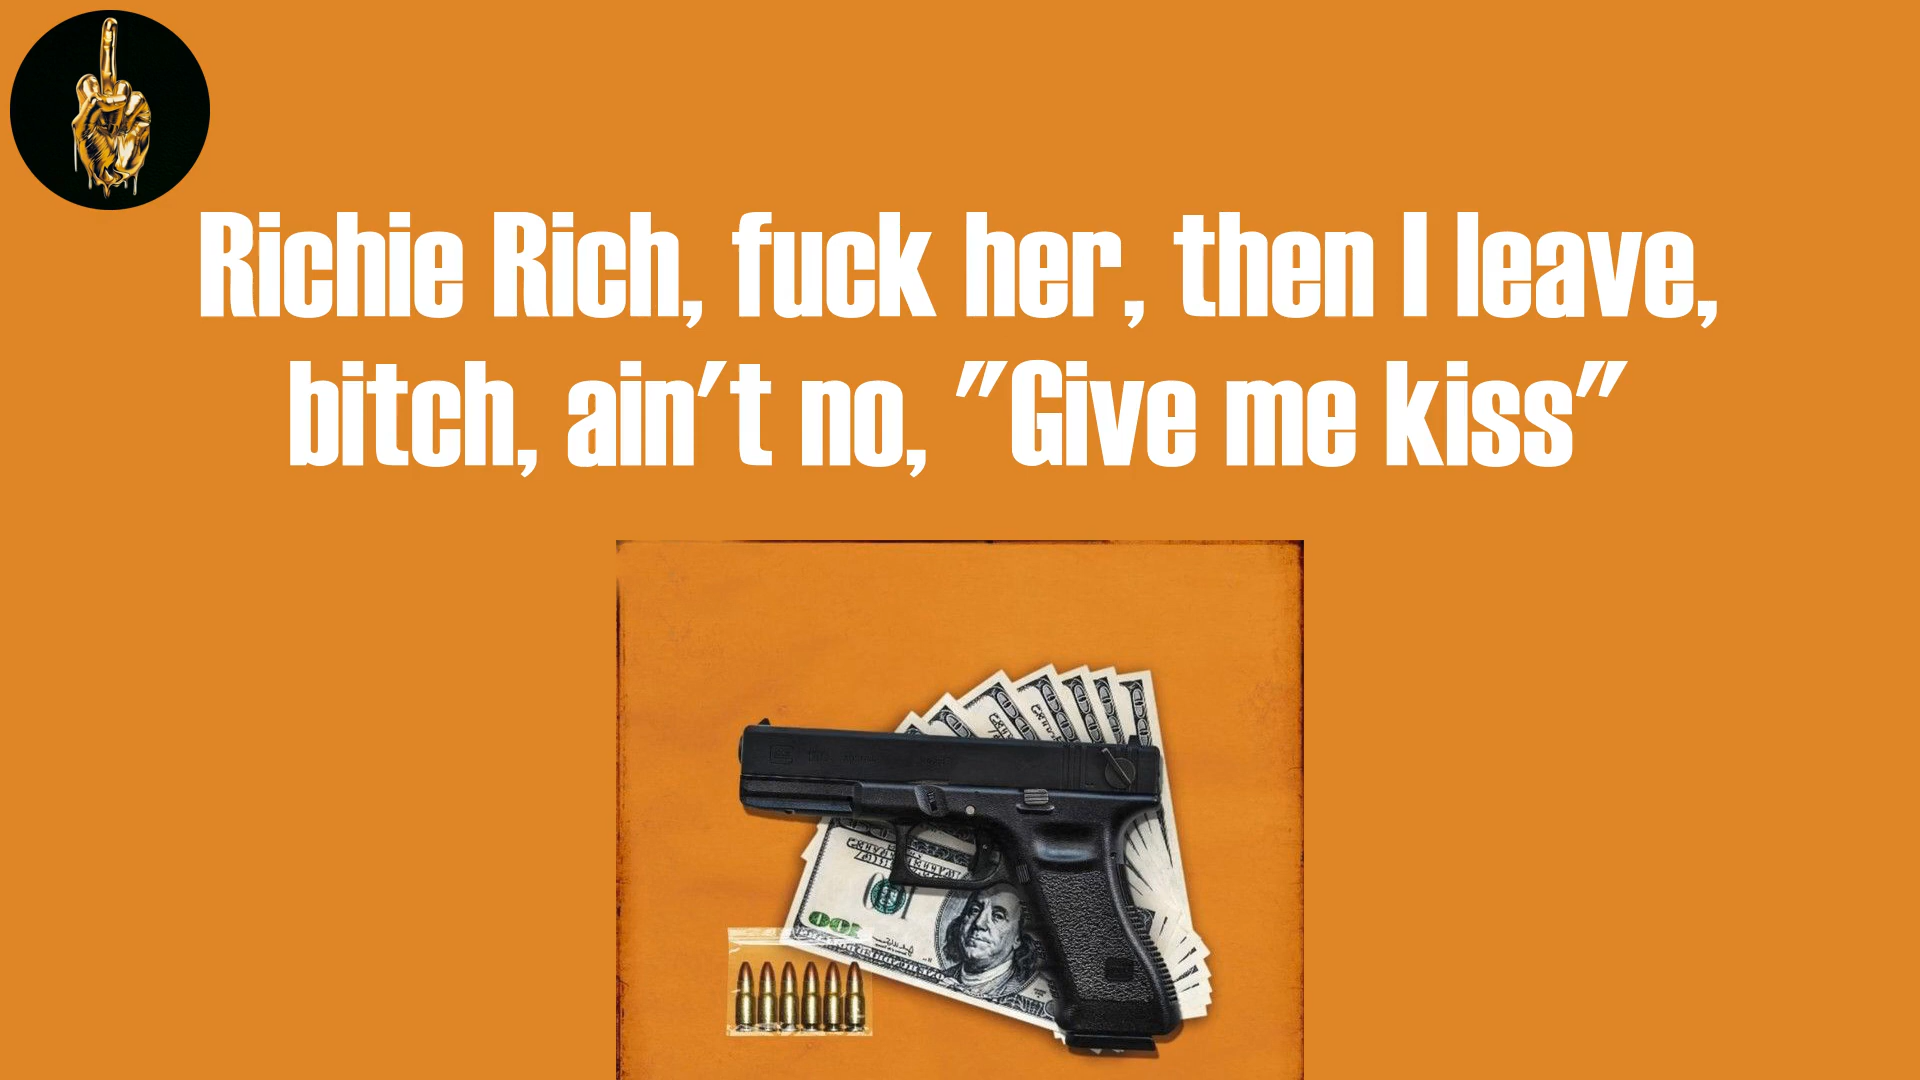 Richie Rich, fuck her, then I leave,
bitch, ain't no, "Give me kiss"